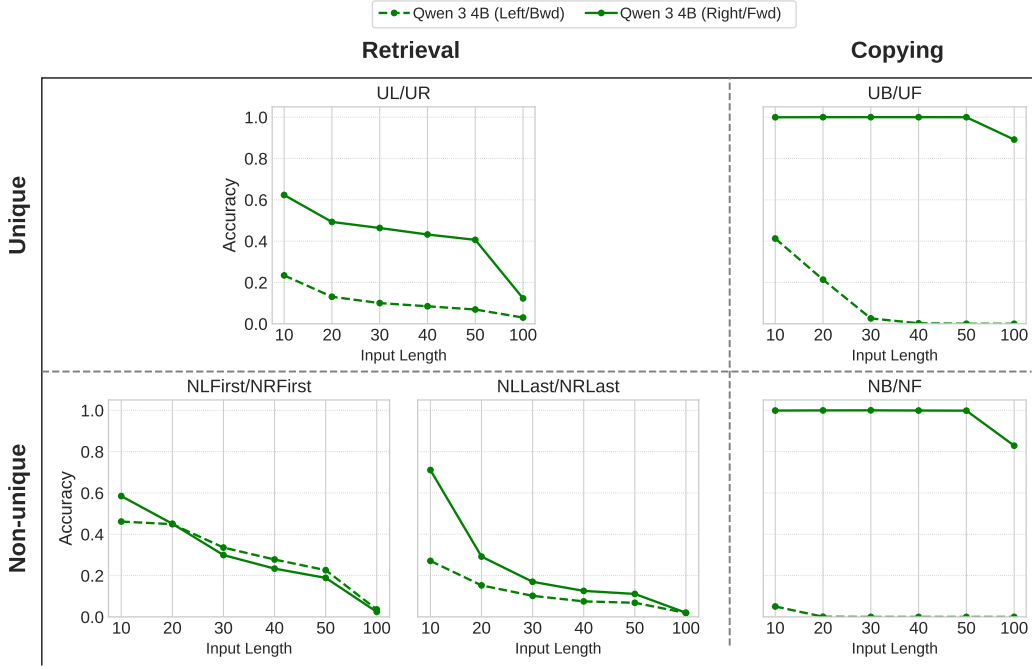 Qwen 3 4B (Left/Bwd) Qwen 3 4B (Right/Fwd)
Retrieval Copying
Unique
UL/UR
Accuracy
1.0
0.8
0.6
0.4
0.2
0.0
10 20 30 40 50 100
Input Length
UB/UF
10 20 30 40 50 100
Input Length
Non-unique
NLFirst/NRFirst
Accuracy
1.0
0.8
0.6
0.4
0.2
0.0
10 20 30 40 50 100
Input Length
NLLast/NRLast
10 20 30 40 50 100
Input Length
NB/NF
10 20 30 40 50 100
Input Length